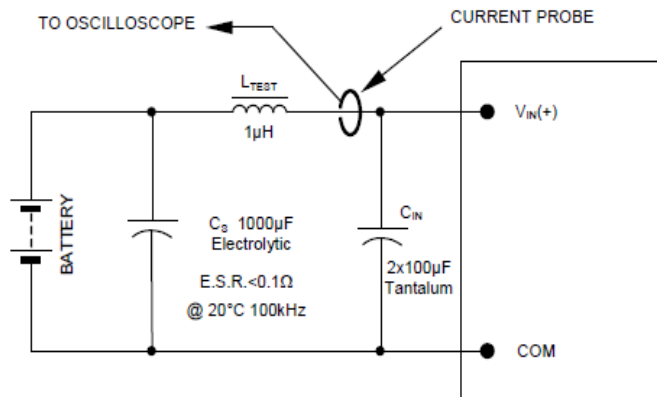 TO OSCILLOSCOPE
CURRENT PROBE
LTEST
1µH
VIN(+)
BATTERY
CS 1000µF
Electrolytic
E.S.R.<0.1Ω
@ 20°C 100kHz
CIN
2x100µF
Tantalum
COM